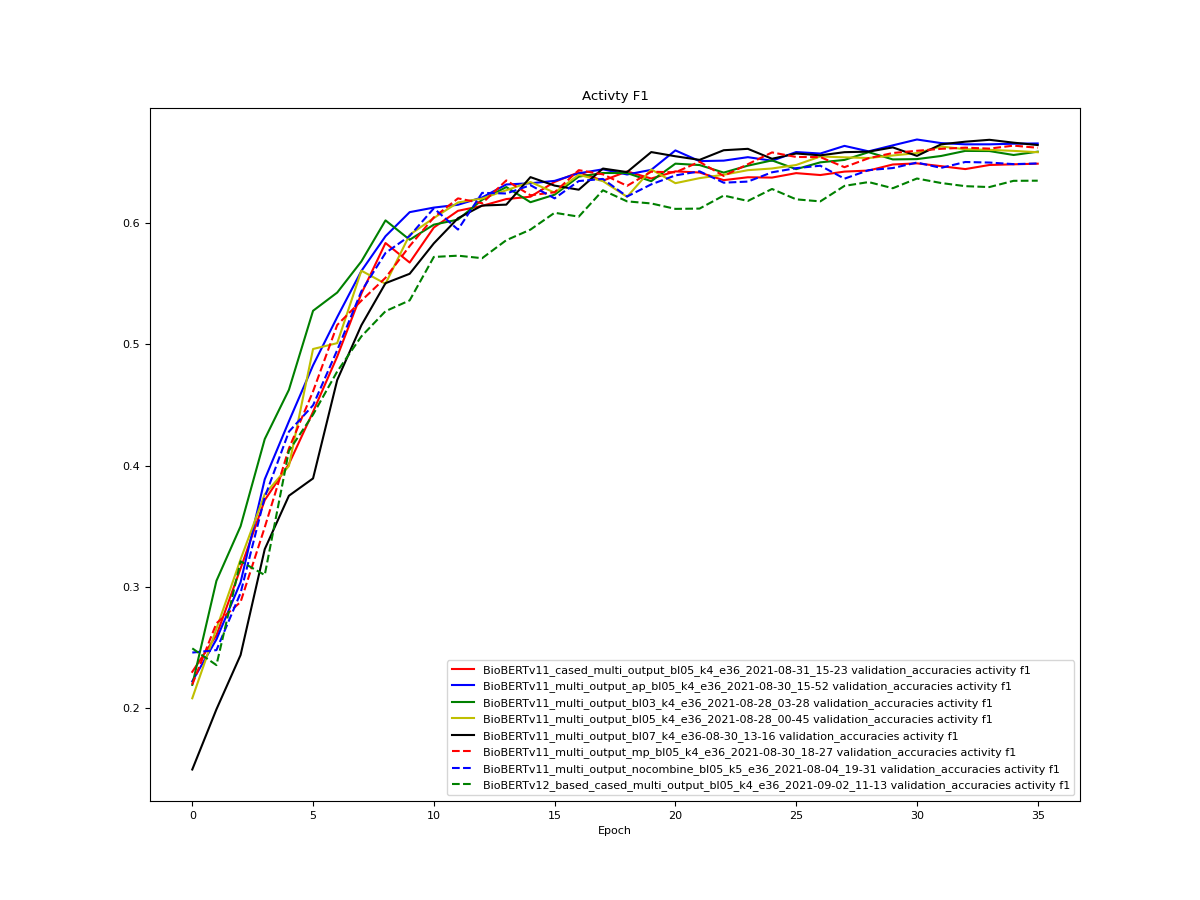 Activty F1
0.6
0.5
0.4
0.3
0.2
BioBERTv11_cased_multi_output_bl05_k4_e36_2021-08-31_15-23 validation_accuracies activity f1
BioBERTv11_multi_output_ap_bl05_k4_e36_2021-08-30_15-52 validation_accuracies activity f1
BioBERTv11_multi_output_bl03_k4_e36_2021-08-28_03-28 validation_accuracies activity f1
BioBERTv11_multi_output_bl05_k4_e36_2021-08-28_00-45 validation_accuracies activity f1
BioBERTv11_multi_output_bl07_k4_e36-08-30_13-16 validation_accuracies activity f1
BioBERTv11_multi_output_mp_bl05_k4_e36_2021-08-30_18-27 validation_accuracies activity f1
BioBERTv11_multi_output_nocombine_bl05_k5_e36_2021-08-04_19-31 validation_accuracies activity f1
BioBERTv12_based_cased_multi_output_bl05_k4_e36_2021-09-02_11-13 validation_accuracies activity f1
0 5 10 15 20 25 30 35
Epoch